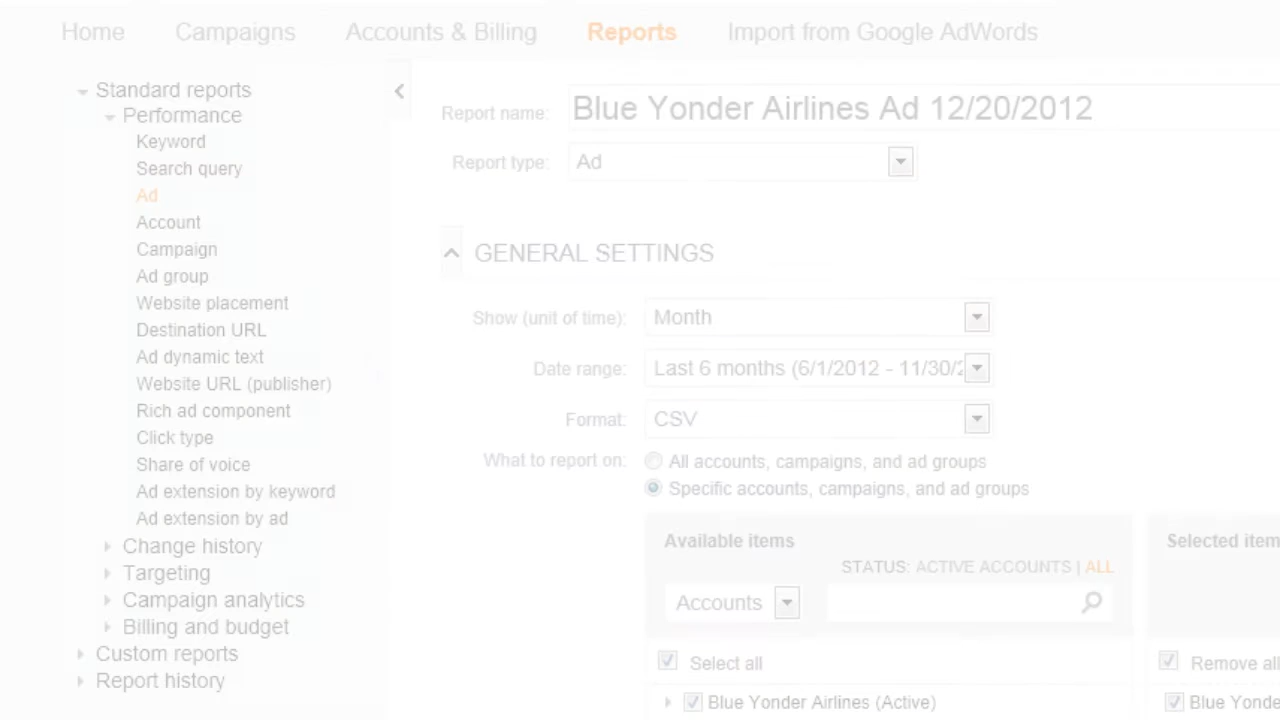 Home Campaigns Accounts & Billing Reports Import from Google AdWords
Standard reports
Performance
Keyword
Search query
Ad
Account
Campaign
Ad group
Website placement
Destination URL
Ad dynamic text
Website URL (publisher)
Rich ad component
Click type
Share of voice
Ad extension by keyword
Ad extension by ad
Change history
Targeting
Campaign analytics
Billing and budget
Custom reports
Report history
Report name: Blue Yonder Airlines Ad 12/20/2012
Report type: Ad
GENERAL SETTINGS
Show (unit of time): Month
Date range: Last 6 months (6/1/2012 - 11/30/2
Format: CSV
What to report on: All accounts, campaigns, and ad groups
Specific accounts, campaigns, and ad groups
Available items
STATUS: ACTIVE ACCOUNTS | ALL
Accounts
Select all
Blue Yonder Airlines (Active)
Selected item
Remove all
Blue Yonde